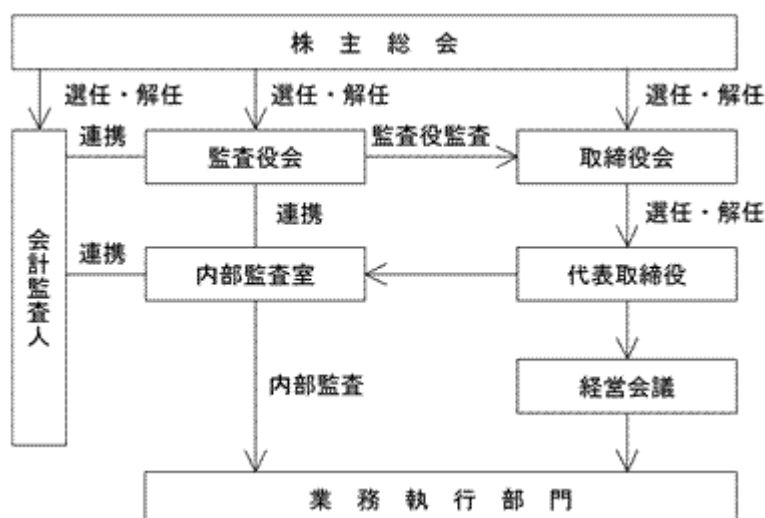 株主総会
選任・解任
選任・解任
選任・解任
連携
監査役会
監査役監査
取締役会
会計監査人
連携
選任・解任
連携
内部監査室
代表取締役
内部監査
経営会議
業務執行部門